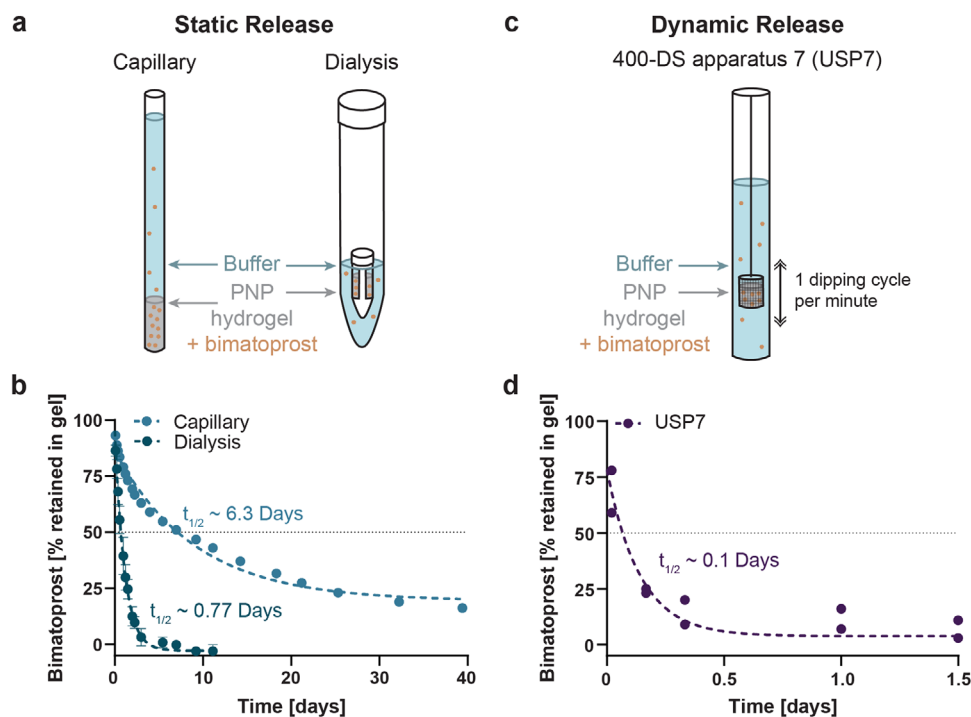 a
Static Release
Capillary
Dialysis
Buffer
PNP
hydrogel
+ bimatoprost
c
Dynamic Release
400-DS apparatus 7 (USP7)
Buffer
PNP
hydrogel
+ bimatoprost
1 dipping cycle
per minute
b
Bimatoprost [% retained in gel]
100
75
50
25
0
Capillary
Dialysis
t1/2 ~ 6.3 Days
t1/2 ~ 0.77 Days
0 10 20 30 40
Time [days]
d
Bimatoprost [% retained in gel]
100
75
50
25
0
USP7
t1/2 ~ 0.1 Days
0 0.5 1.0 1.5
Time [days]